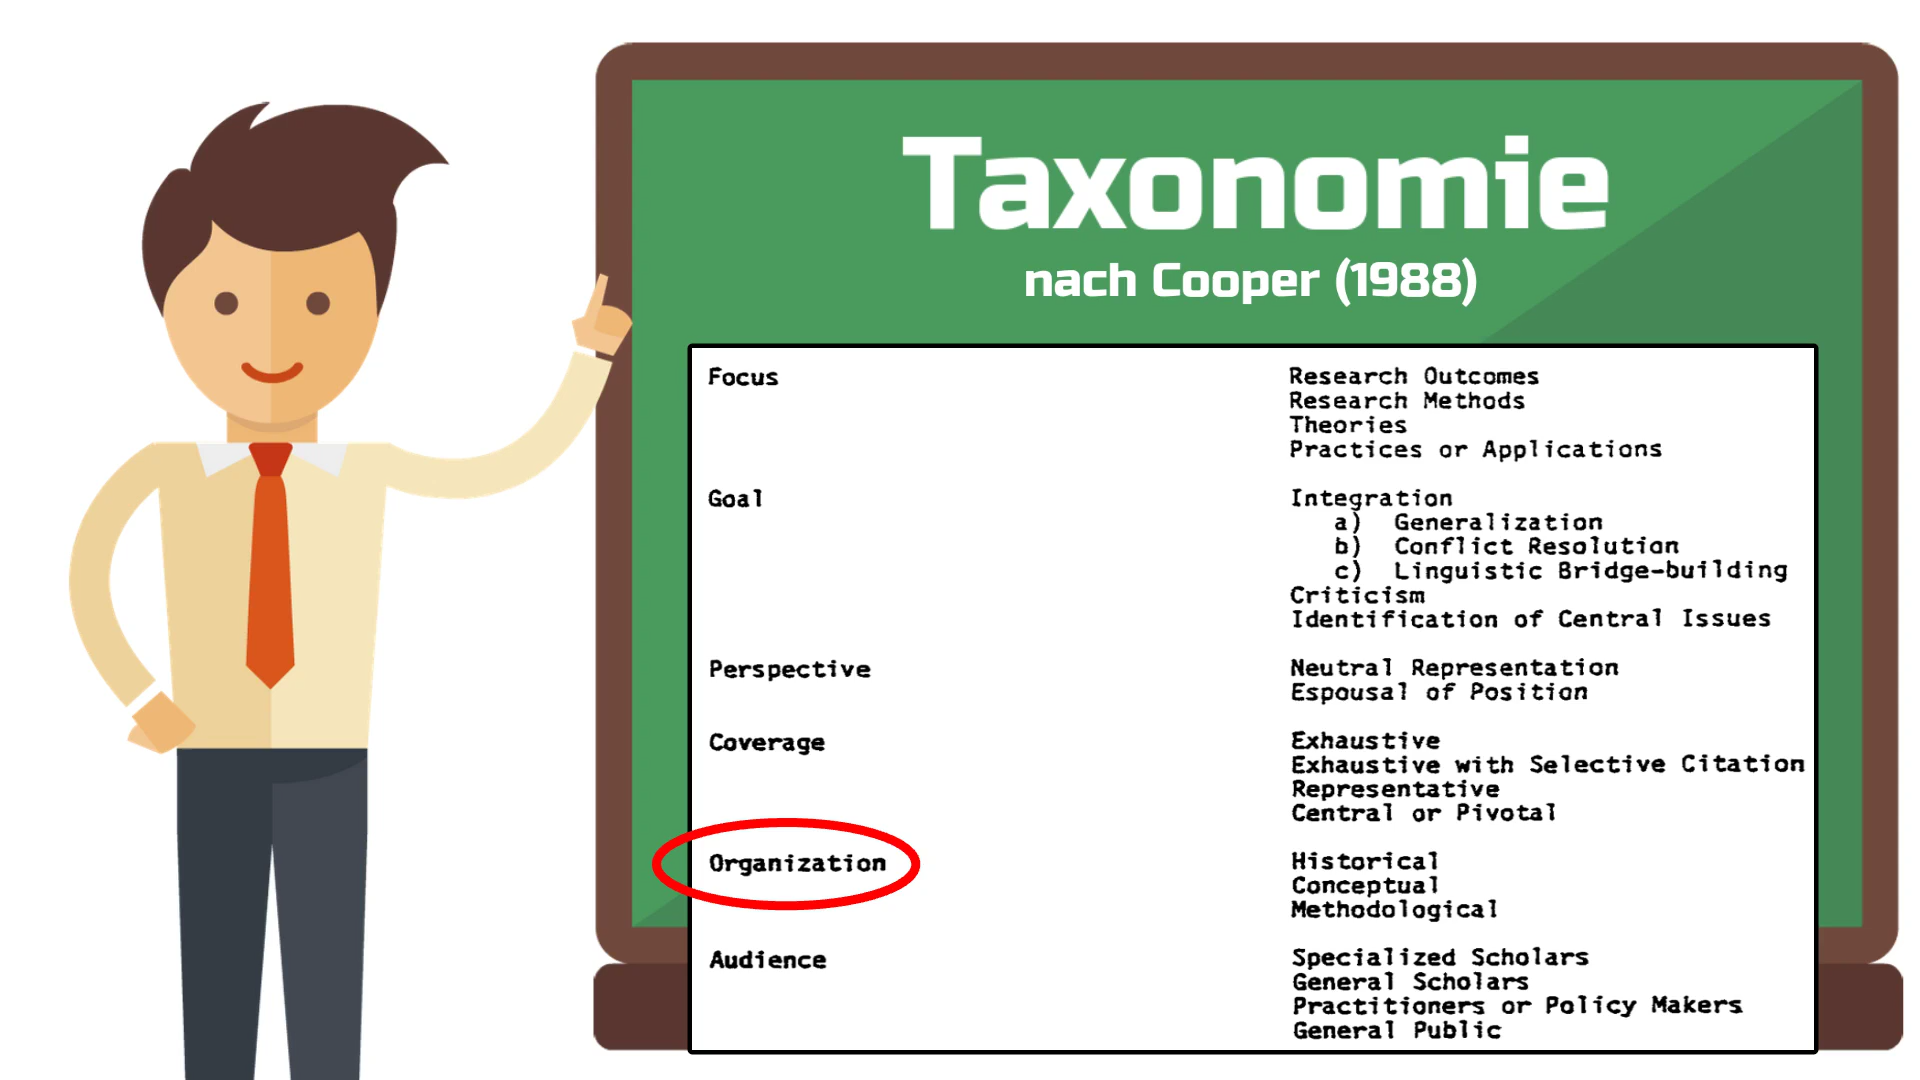 Taxonomie
nach Cooper (1988)
Focus Research Outcomes
Research Methods
Theories
Practices or Applications
Goal Integration
a) Generalization
b) Conflict Resolution
c) Linguistic Bridge-building
Criticism
Identification of Central Issues
Perspective Neutral Representation
Espousal of Position
Coverage Exhaustive
Exhaustive with Selective Citation
Representative
Central or Pivotal
Organization Historical
Conceptual
Methodological
Audience Specialized Scholars
General Scholars
Practitioners or Policy Makers
General Public